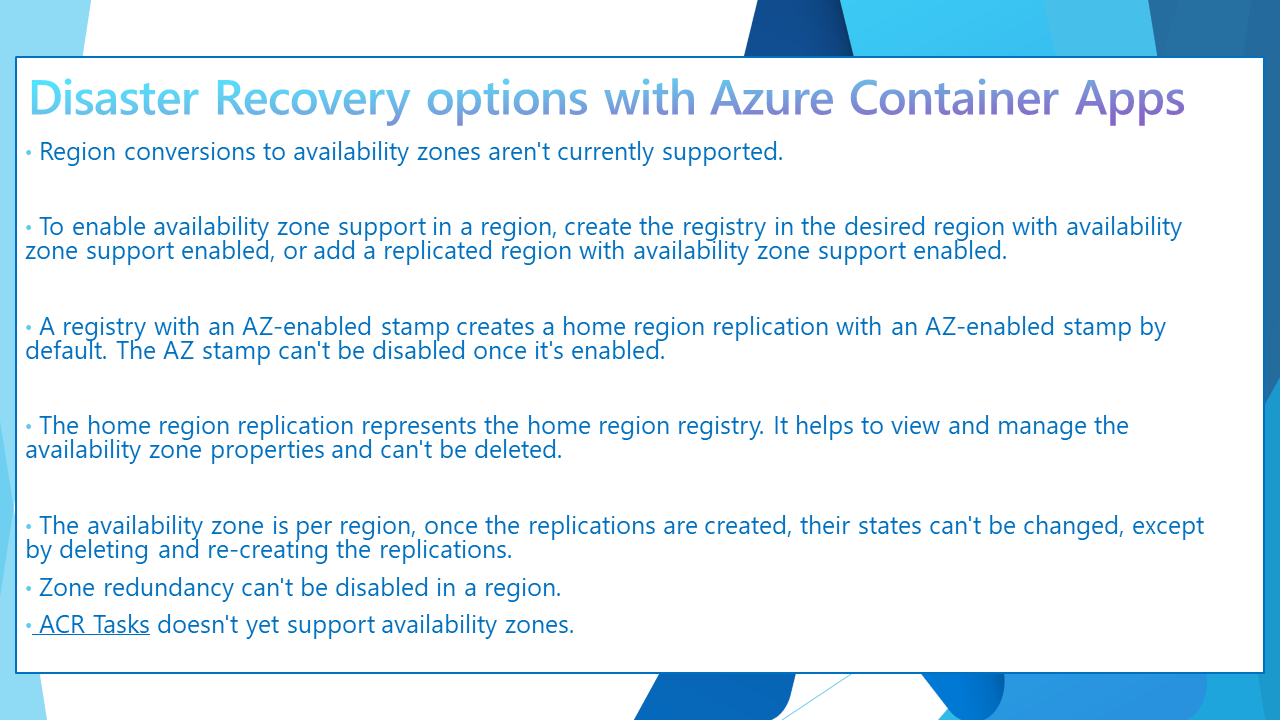 Disaster Recovery options with Azure Container Apps
• Region conversions to availability zones aren't currently supported.
• To enable availability zone support in a region, create the registry in the desired region with availability
zone support enabled, or add a replicated region with availability zone support enabled.
• A registry with an AZ-enabled stamp creates a home region replication with an AZ-enabled stamp by
default. The AZ stamp can't be disabled once it's enabled.
• The home region replication represents the home region registry. It helps to view and manage the
availability zone properties and can't be deleted.
• The availability zone is per region, once the replications are created, their states can't be changed, except
by deleting and re-creating the replications.
• Zone redundancy can't be disabled in a region.
• ACR Tasks doesn't yet support availability zones.